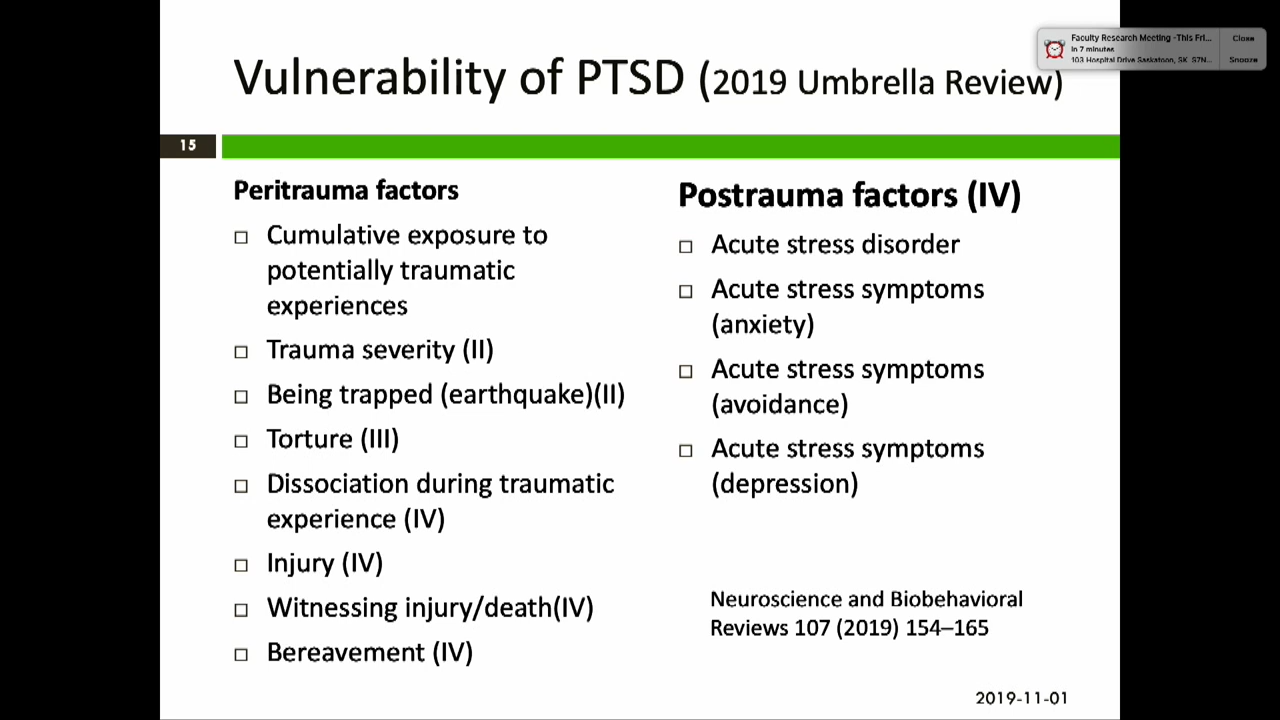 Vulnerability of PTSD (2019 Umbrella Review)
Faculty Research Meeting -This Fri...
in 7 minutes
103 Hospital Drive Saskatoon, SK S7N...
Close
Snooze
15
Peritrauma factors
□ Cumulative exposure to
potentially traumatic
experiences
□ Trauma severity (II)
□ Being trapped (earthquake)(II)
□ Torture (III)
□ Dissociation during traumatic
experience (IV)
□ Injury (IV)
□ Witnessing injury/death(IV)
□ Bereavement (IV)
Postrauma factors (IV)
□ Acute stress disorder
□ Acute stress symptoms
(anxiety)
□ Acute stress symptoms
(avoidance)
□ Acute stress symptoms
(depression)
Neuroscience and Biobehavioral
Reviews 107 (2019) 154–165
2019-11-01